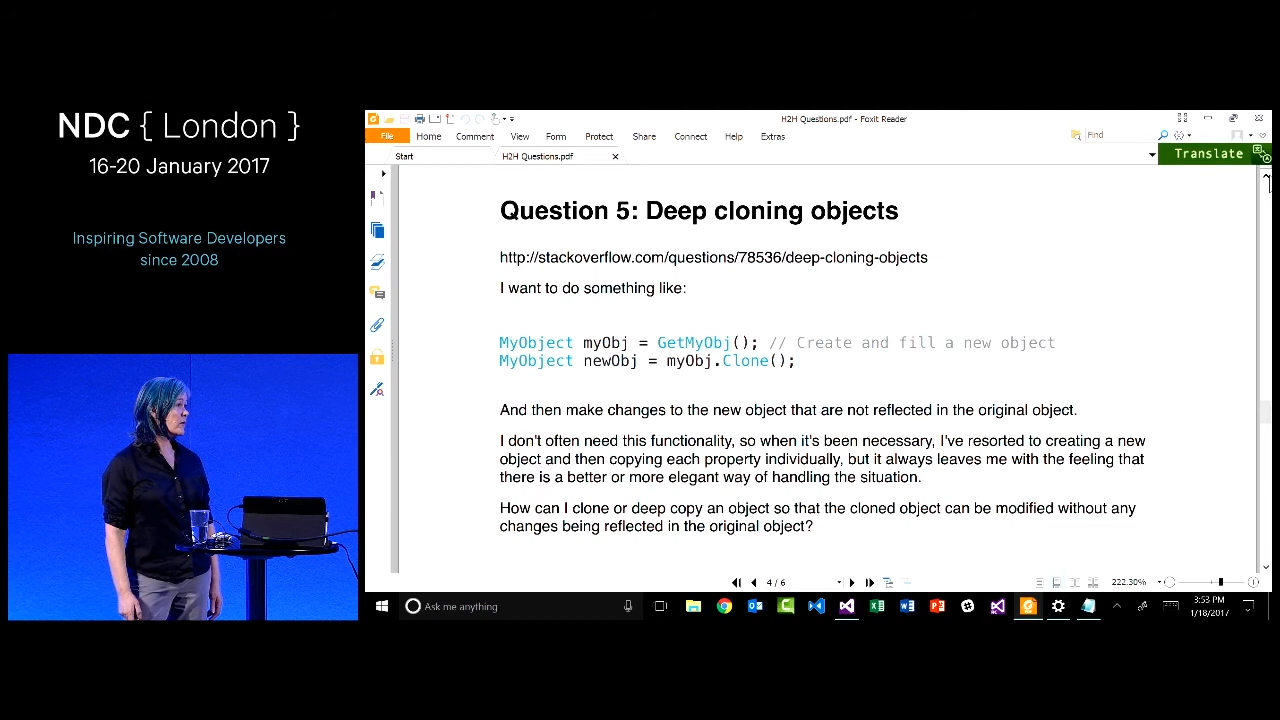 NDC { London }
16-20 January 2017
Inspiring Software Developers
since 2008
H2H Questions.pdf - Foxit Reader
File Home Comment View Form Protect Share Connect Help Extras
Find
Start H2H Questions.pdf
Translate
Question 5: Deep cloning objects
http://stackoverflow.com/questions/78536/deep-cloning-objects
I want to do something like:
MyObject myObj = GetMyObj(); // Create and fill a new object
MyObject newObj = myObj.Clone();
And then make changes to the new object that are not reflected in the original object.
I don't often need this functionality, so when it's been necessary, I've resorted to creating a new
object and then copying each property individually, but it always leaves me with the feeling that
there is a better or more elegant way of handling the situation.
How can I clone or deep copy an object so that the cloned object can be modified without any
changes being reflected in the original object?
4 / 6
222.30%
Ask me anything
3:53 PM
1/18/2017